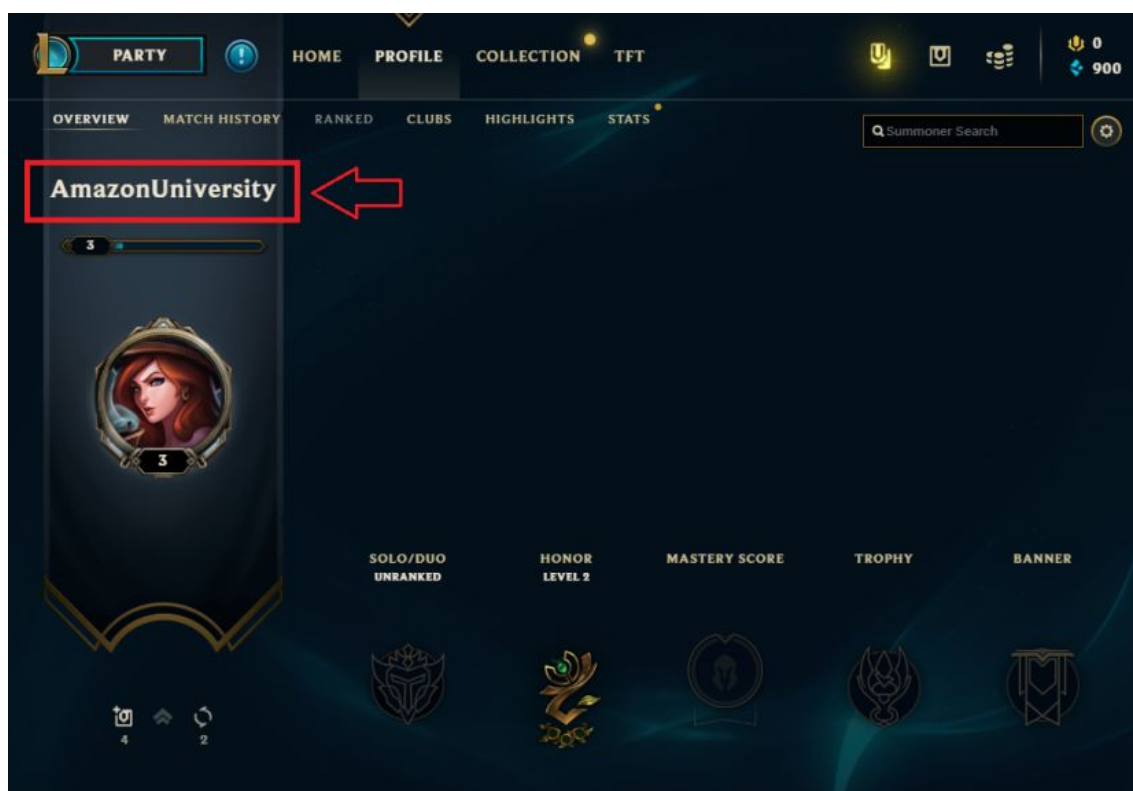 PARTY
HOME PROFILE COLLECTION TFT
0
900
OVERVIEW MATCH HISTORY RANKED CLUBS HIGHLIGHTS STATS
Summoner Search
AmazonUniversity
3
3
SOLO/DUO HONOR MASTERY SCORE TROPHY BANNER
UNRANKED LEVEL 2
4 2